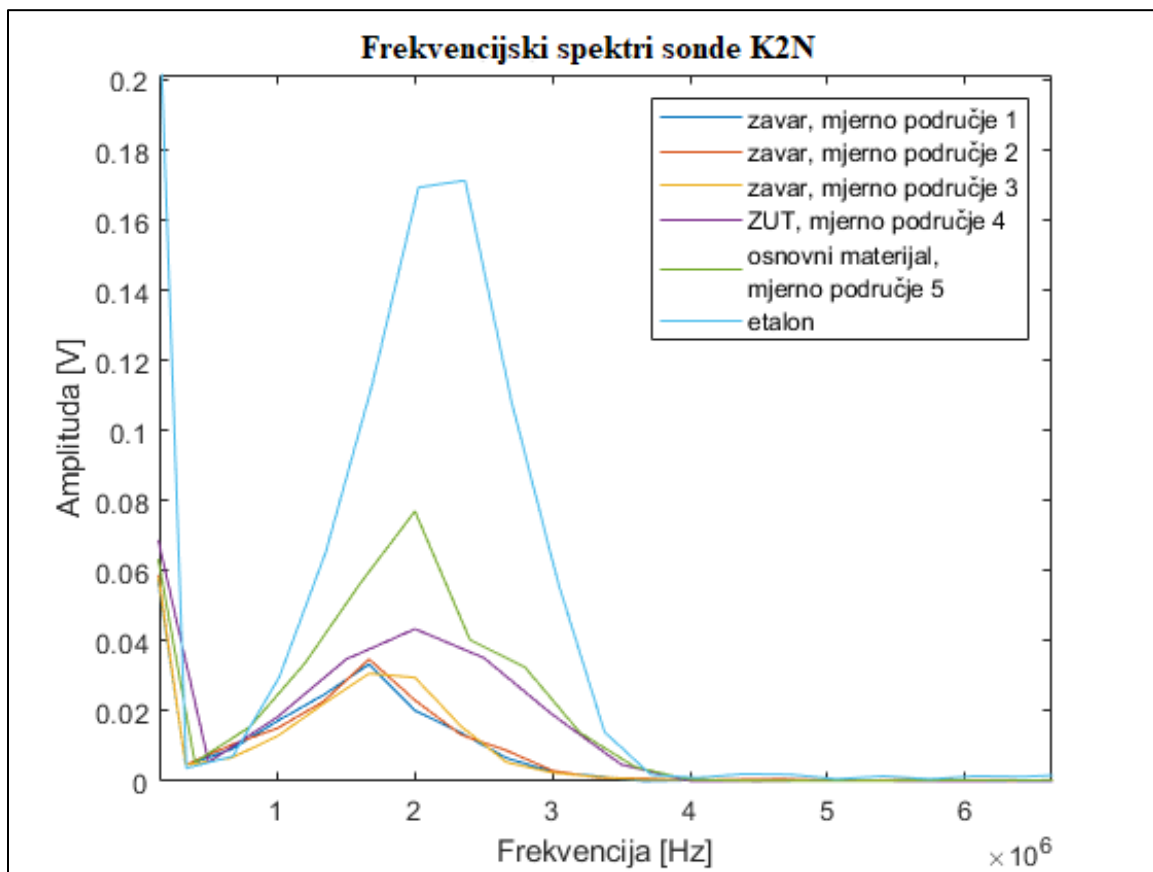 Frekvencijski spektri sonde K2N
0.2
0.18
0.16
0.14
0.12
0.1
0.08
0.06
0.04
0.02
0
Amplituda [V]
zavar, mjerno područje 1
zavar, mjerno područje 2
zavar, mjerno područje 3
ZUT, mjerno područje 4
osnovni materijal,
mjerno područje 5
etalon
1 2 3 4 5 6
Frekvencija [Hz]
× 10⁶